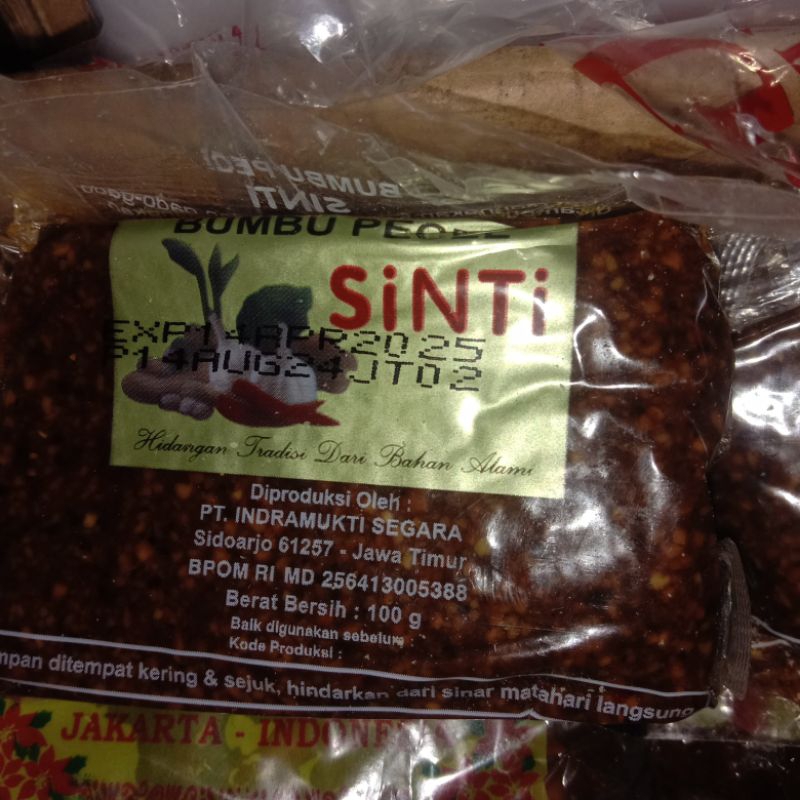 BUMBU PECEL
SiNTi
EXP14APR2025
P14AUG24JT02
Hidangan Tradisi Dari Bahan Alami
Diproduksi Oleh :
PT. INDRAMUKTI SEGARA
Sidoarjo 61257 - Jawa Timur
BPOM RI MD 256413005388
Berat Bersih : 100 g
Baik digunakan sebelum
Kode Produksi :
mpan ditempat kering & sejuk, hindarkan dari sinar matahari langsung
JAKARTA - INDONE